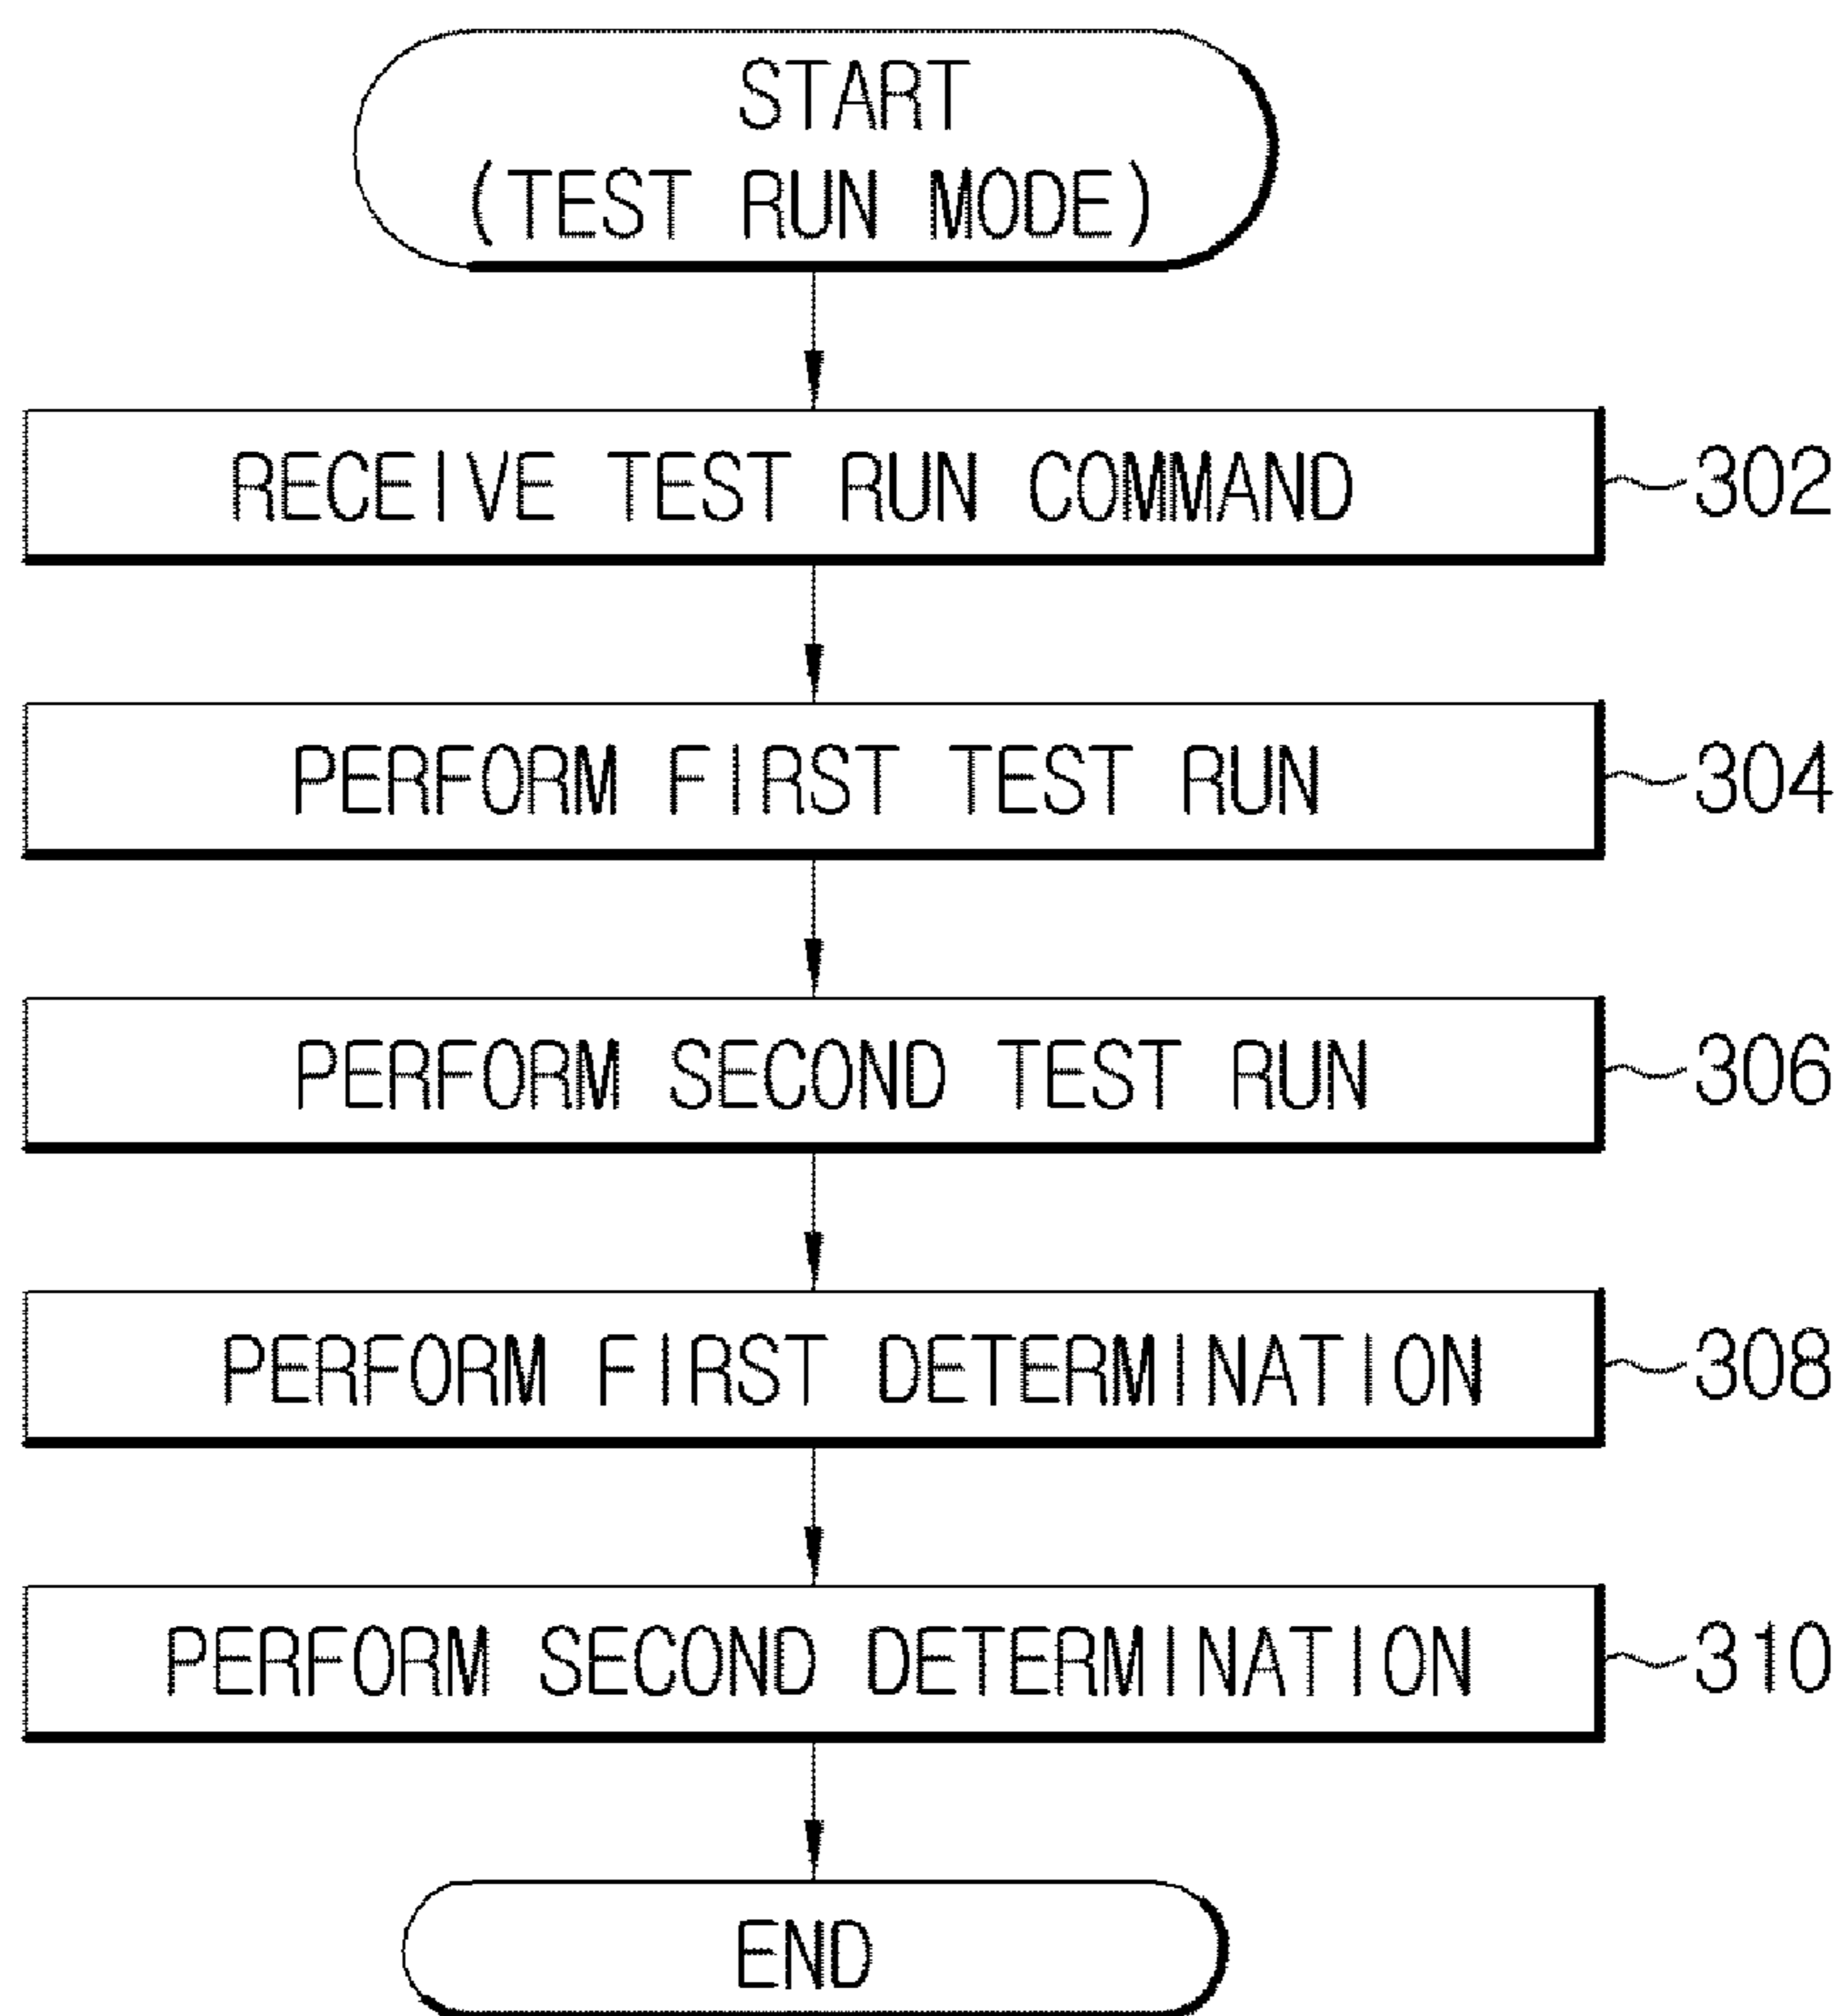 START
(TEST RUN MODE)
RECEIVE TEST RUN COMMAND
302
PERFORM FIRST TEST RUN
304
PERFORM SECOND TEST RUN
306
PERFORM FIRST DETERMINATION
308
PERFORM SECOND DETERMINATION
310
END